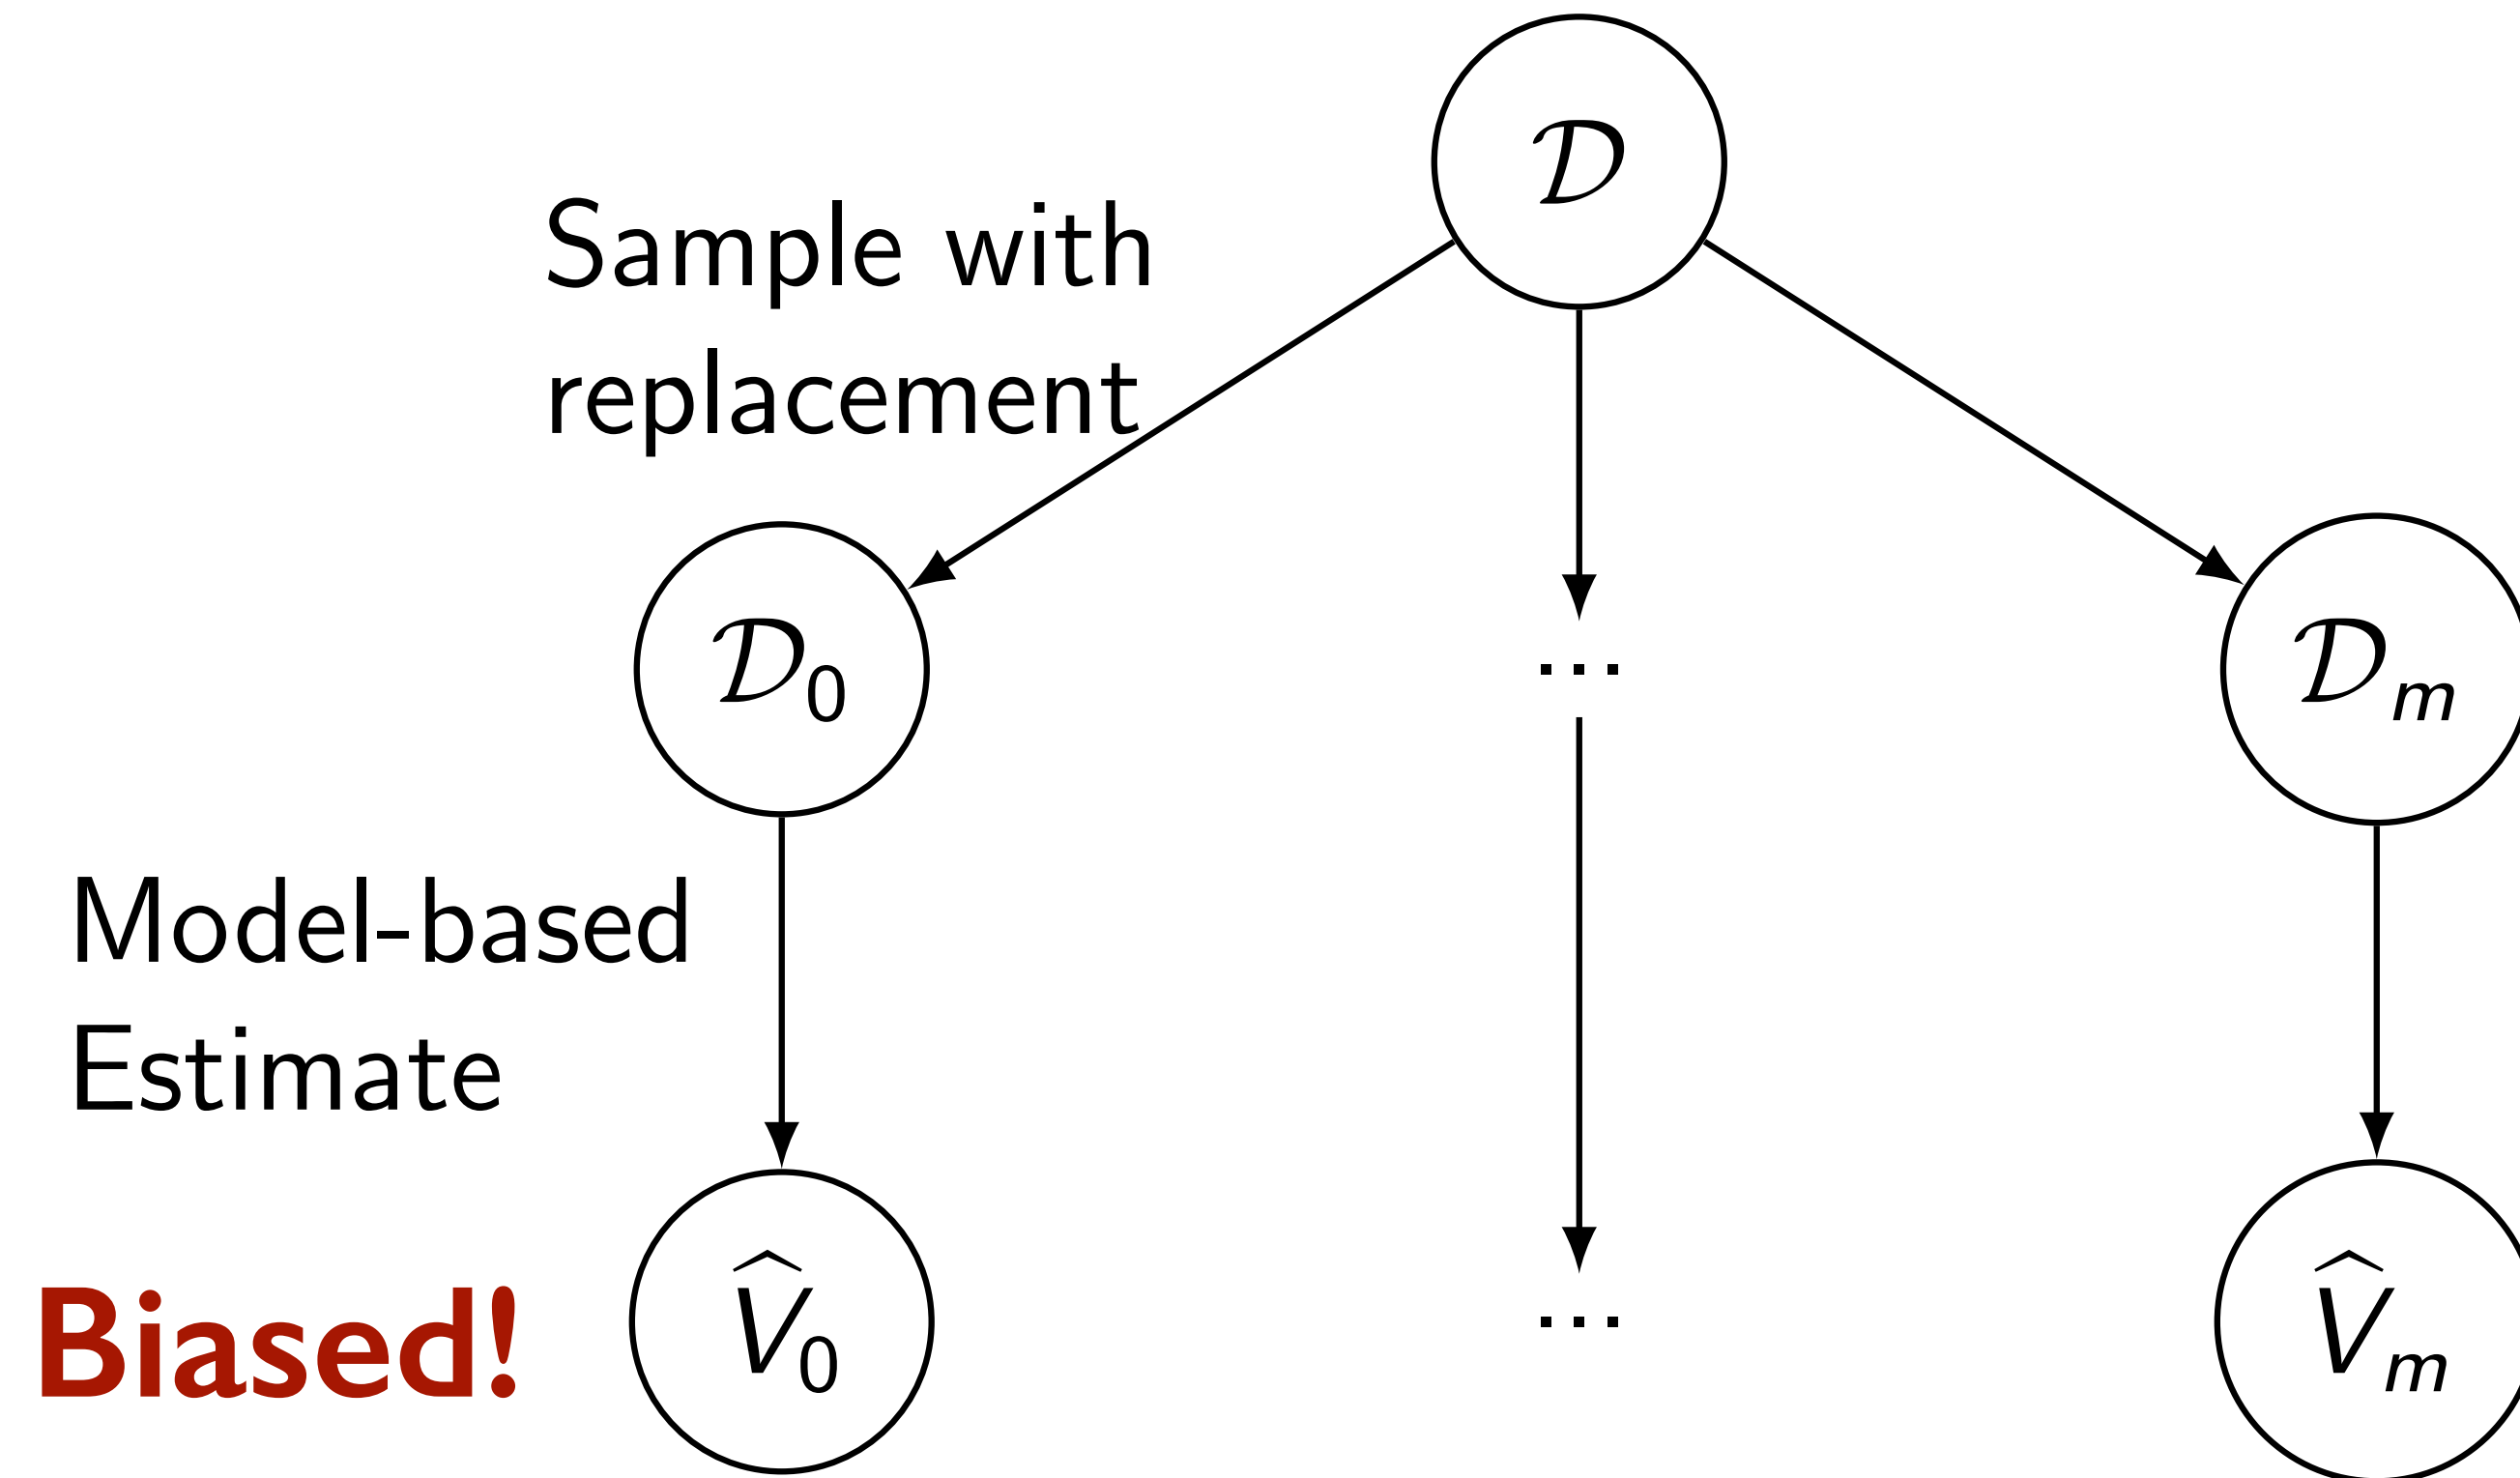 𝒟
Sample with
replacement
𝒟₀ ... 𝒟ₘ
Model-based
Estimate
Biased!
V̂₀ ... V̂ₘ